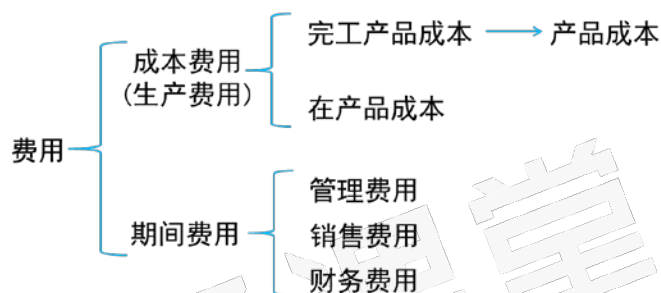 完工产品成本
产品成本
成本费用
(生产费用)
在产品成本
费用
管理费用
期间费用
销售费用
财务费用